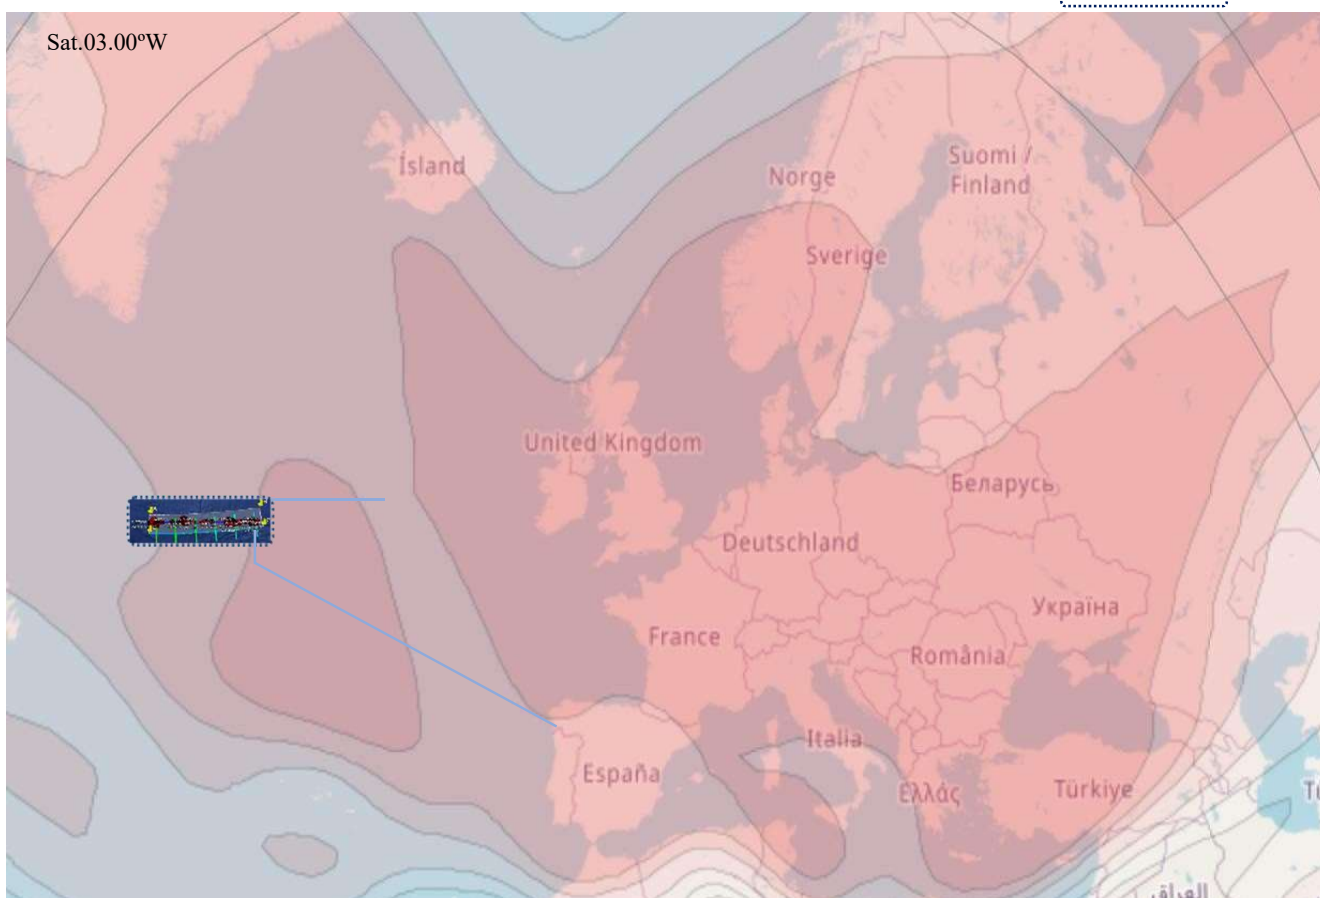 Sat.03.00ºW
Ísland
Norge
Suomi /
Finland
Sverige
United Kingdom
Беларусь
Deutschland
Україна
France
România
Italia
España
Ελλάς
Türkiye
العراق